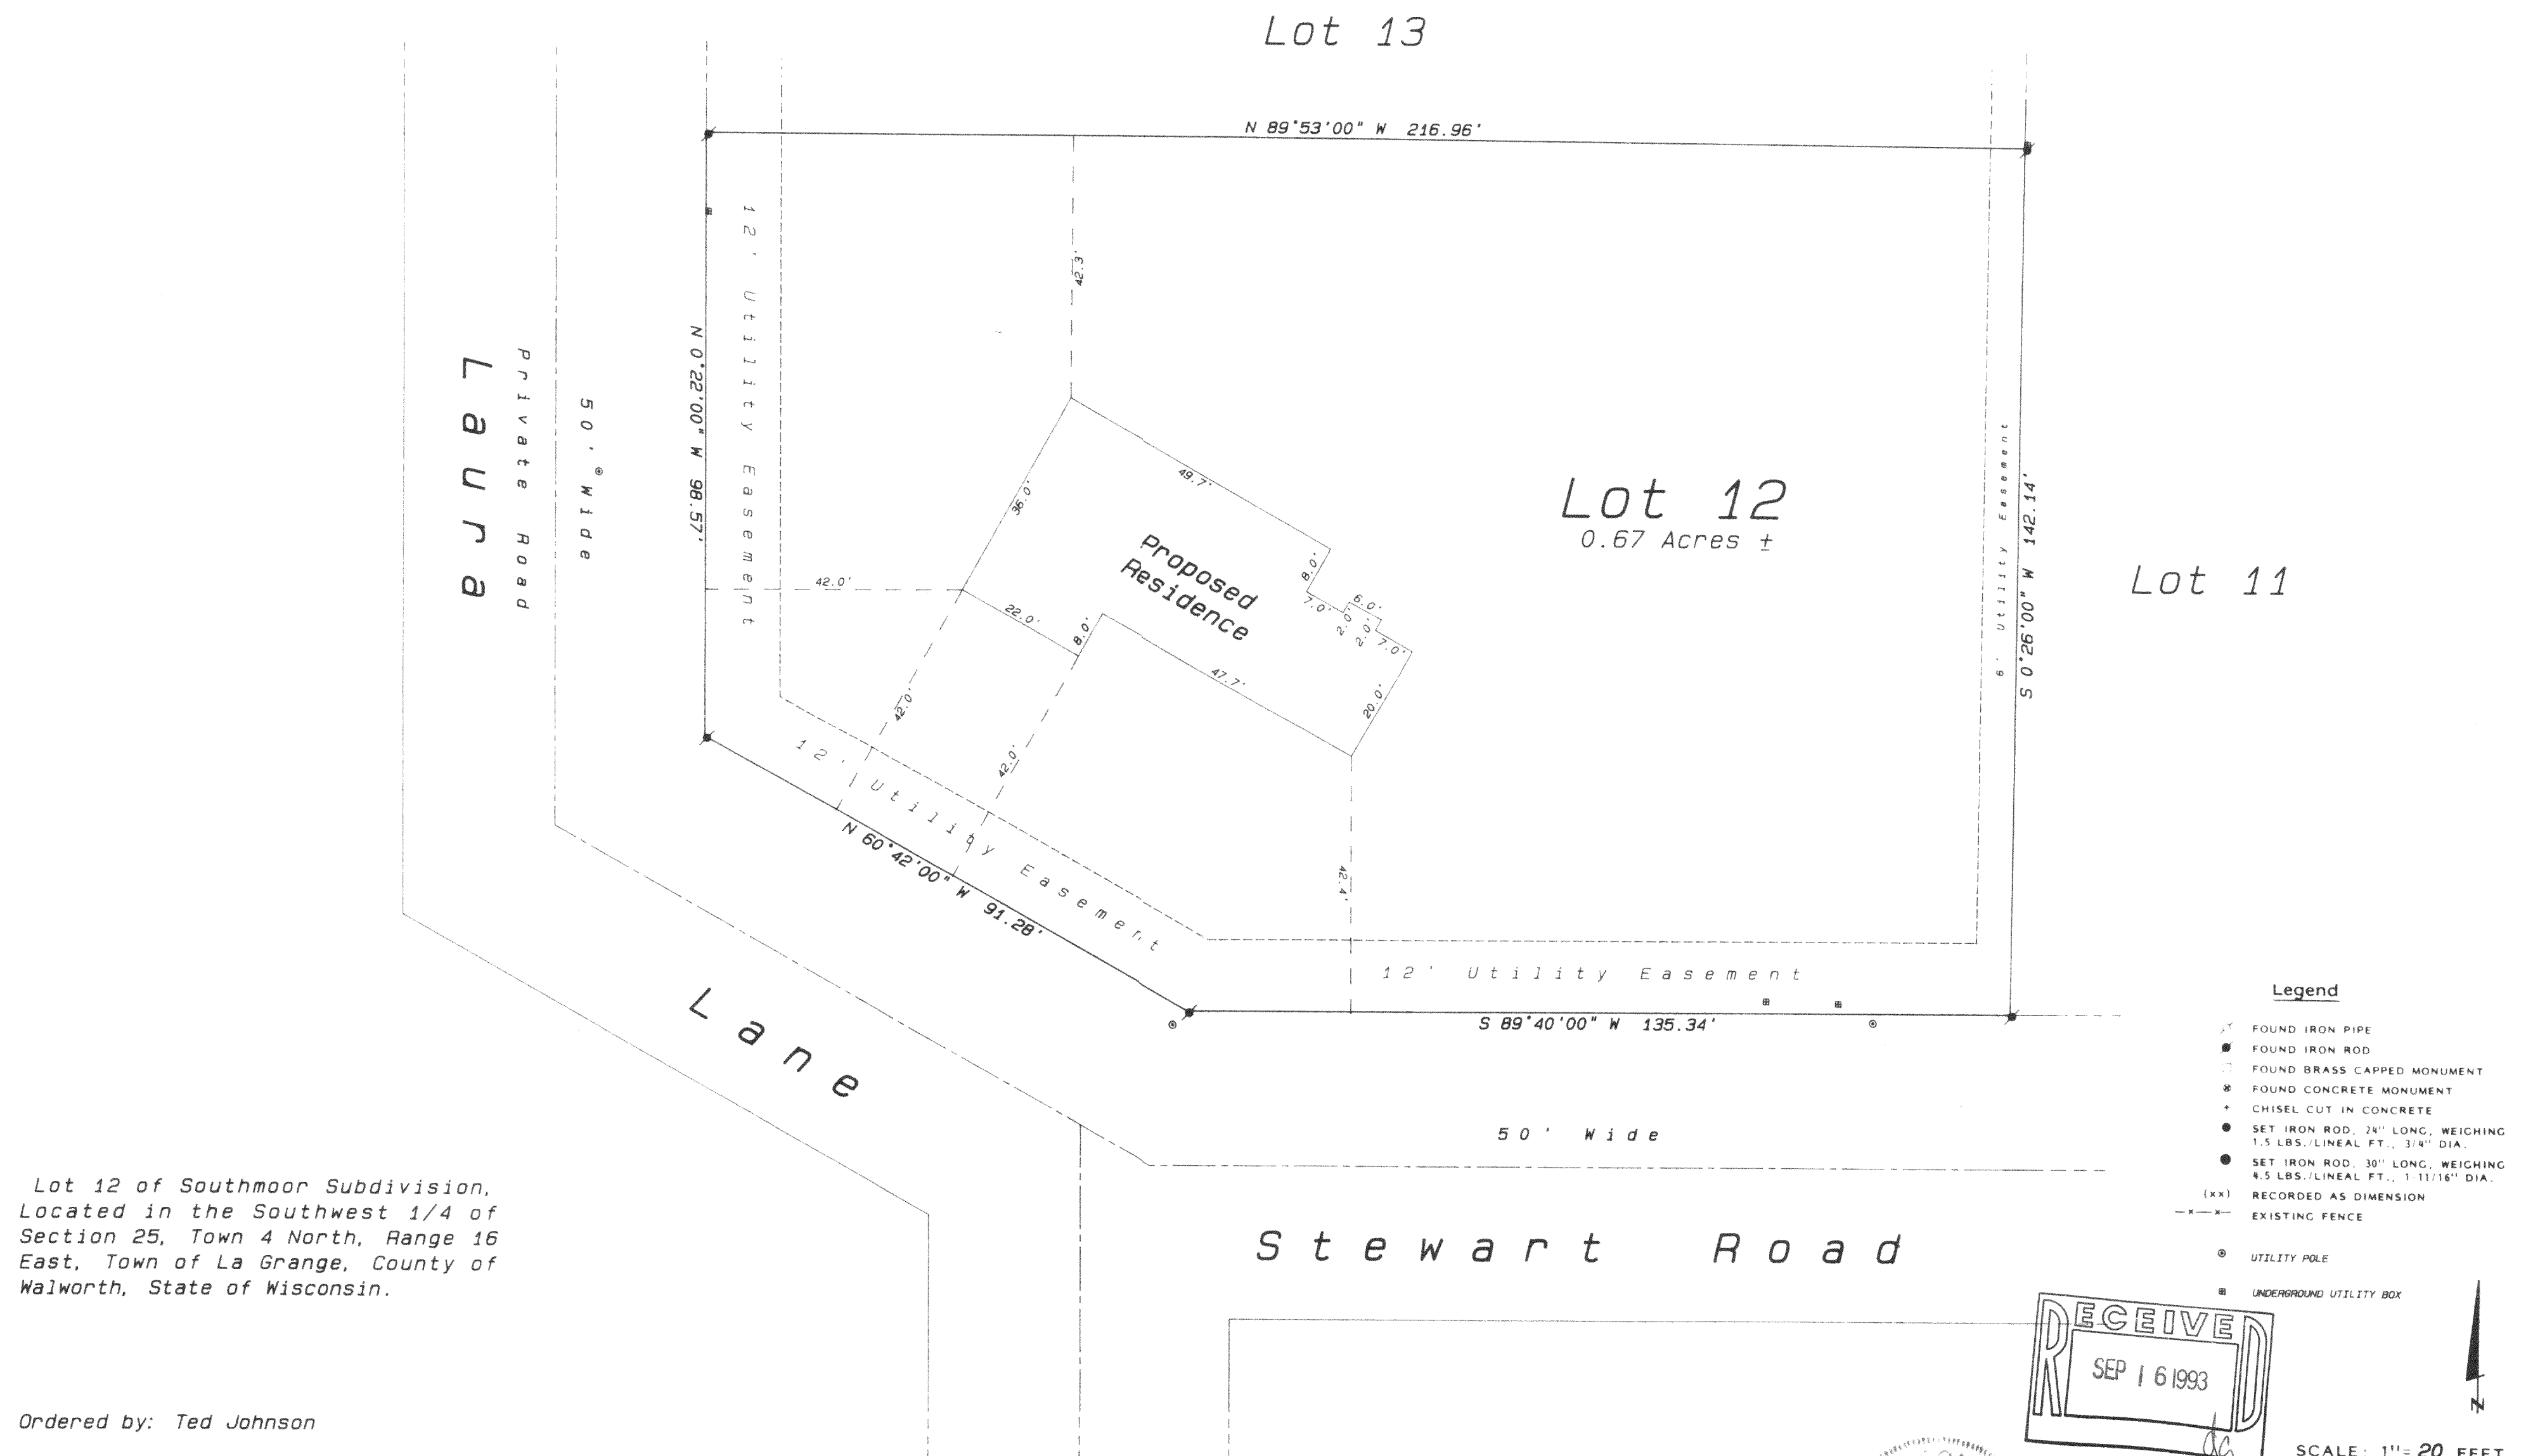 Lot 13
N 89°53'00" W 216.96'
12' Utility Easement
42.3'
N 0°22'00" W 98.57'
Laura
Private Road
50' Wide
49.7'
36.0'
Proposed
Residence
8.0'
7.0'
6.0'
2.0'
2.0'
7.0'
20.0'
47.7'
8.0'
22.0'
42.0'
42.0'
42.0'
42.4'
Lot 12
0.67 Acres ±
6' Utility Easement
S 0°26'00" W 142.14'
Lot 11
12' Utility Easement
N 60°42'00" W 91.28'
12' Utility Easement
S 89°40'00" W 135.34'
Lane
50' Wide
Stewart Road
Legend
FOUND IRON PIPE
FOUND IRON ROD
FOUND BRASS CAPPED MONUMENT
FOUND CONCRETE MONUMENT
CHISEL CUT IN CONCRETE
SET IRON ROD, 24" LONG, WEIGHING
1.5 LBS./LINEAL FT., 3/4" DIA.
SET IRON ROD, 30" LONG, WEIGHING
4.5 LBS./LINEAL FT., 1-11/16" DIA.
(xx) RECORDED AS DIMENSION
—x—x— EXISTING FENCE
UTILITY POLE
UNDERGROUND UTILITY BOX
Lot 12 of Southmoor Subdivision,
Located in the Southwest 1/4 of
Section 25, Town 4 North, Range 16
East, Town of La Grange, County of
Walworth, State of Wisconsin.
Ordered by: Ted Johnson
RECEIVED
SEP 16 1993
dc
N
SCALE: 1"= 20 FEET